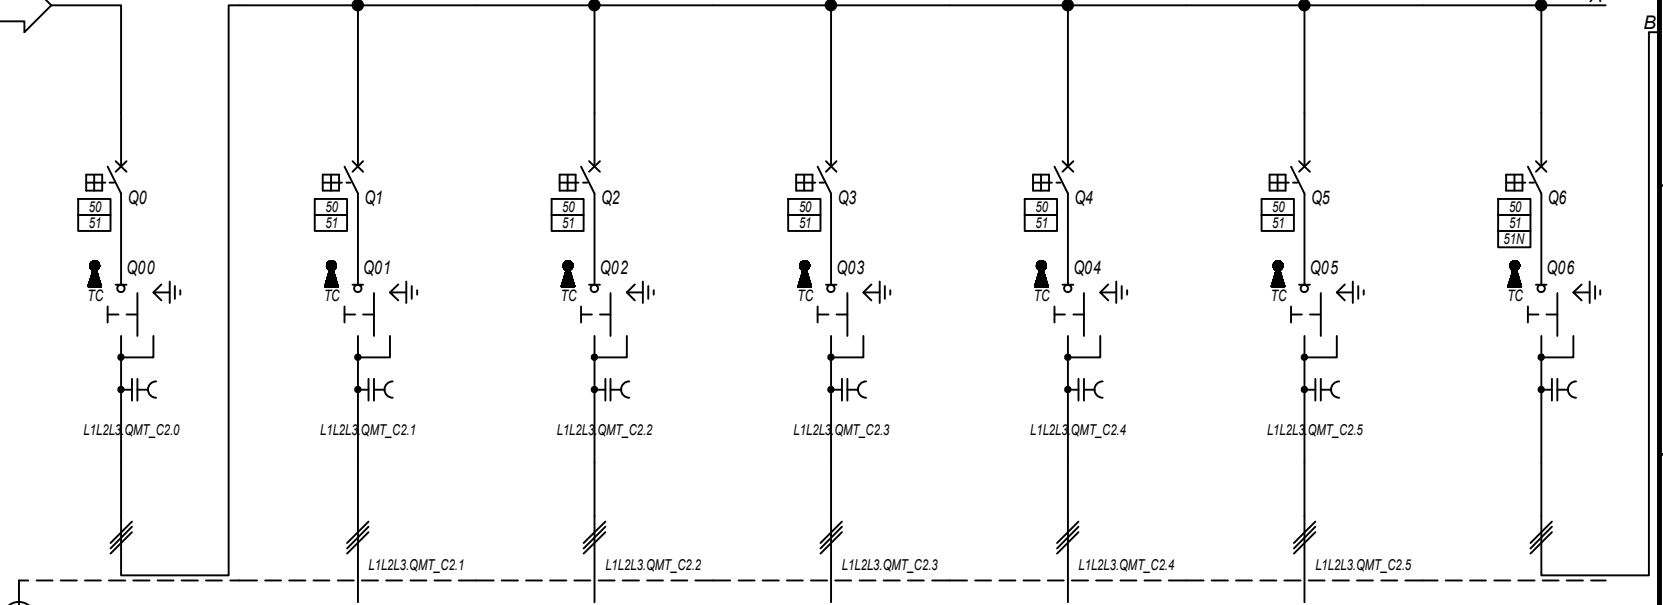 B
Q0 Q1 Q2 Q3 Q4 Q5 Q6
50 50 50 50 50 50 50
51 51 51 51 51 51 51
51N
Q00 Q01 Q02 Q03 Q04 Q05 Q06
TC TC TC TC TC TC TC
L1L2L3.QMT_C2.0 L1L2L3.QMT_C2.1 L1L2L3.QMT_C2.2 L1L2L3.QMT_C2.3 L1L2L3.QMT_C2.4 L1L2L3.QMT_C2.5
L1L2L3.QMT_C2.1 L1L2L3.QMT_C2.2 L1L2L3.QMT_C2.3 L1L2L3.QMT_C2.4 L1L2L3.QMT_C2.5